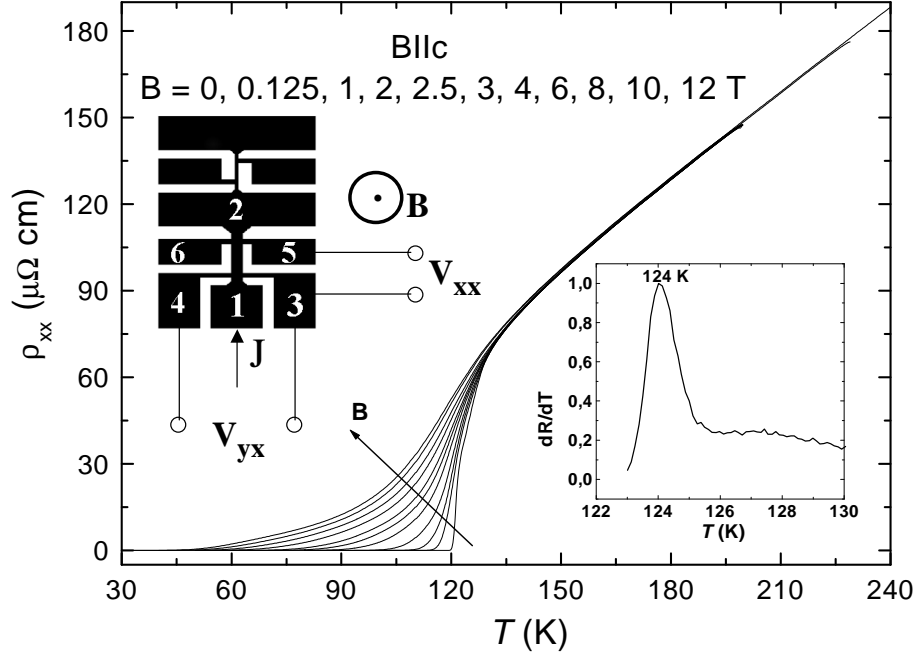 BIIc
B = 0, 0.125, 1, 2, 2.5, 3, 4, 6, 8, 10, 12 T
ρxx (μΩ cm)
180
150
120
90
60
30
0
2
6
5
4
1
3
B
Vxx
J
Vyx
B
124 K
dR/dT
1,0
0,8
0,6
0,4
0,2
0,0
122 124 126 128 130
T (K)
30 60 90 120 150 180 210 240
T (K)